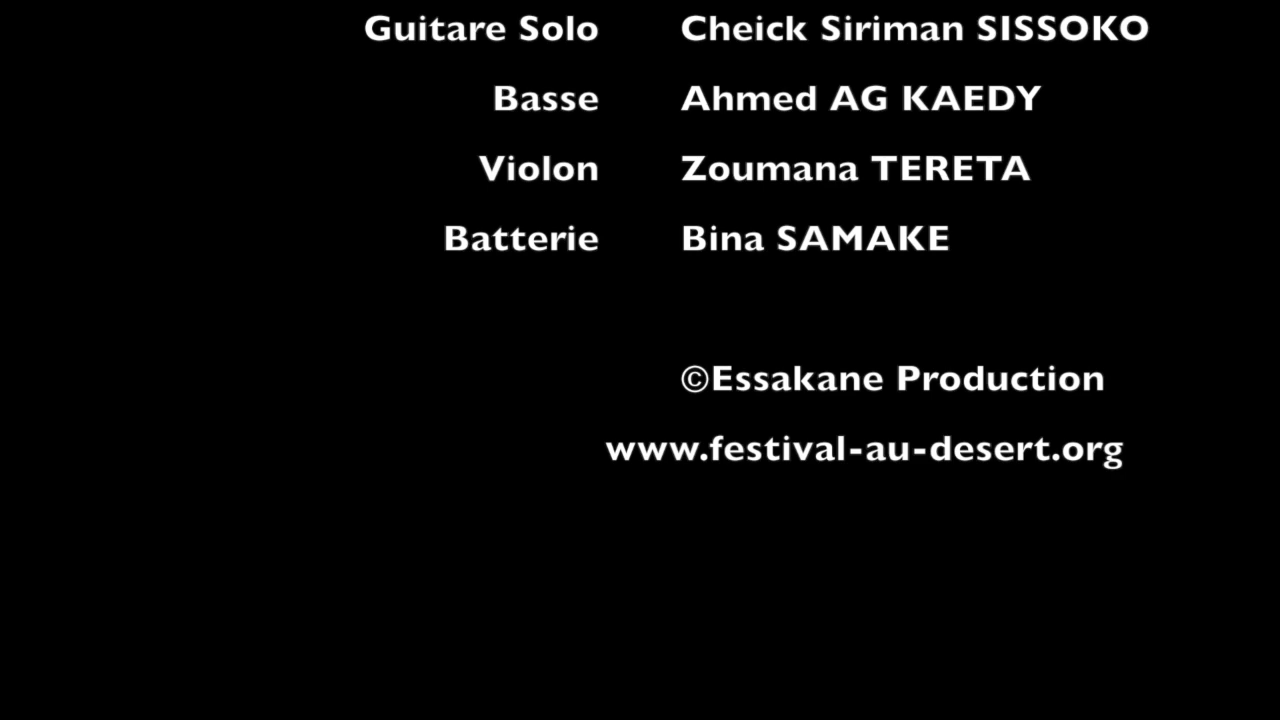 Guitare Solo Cheick Siriman SISSOKO
Basse Ahmed AG KAEDY
Violon Zoumana TERETA
Batterie Bina SAMAKE
©Essakane Production
www.festival-au-desert.org